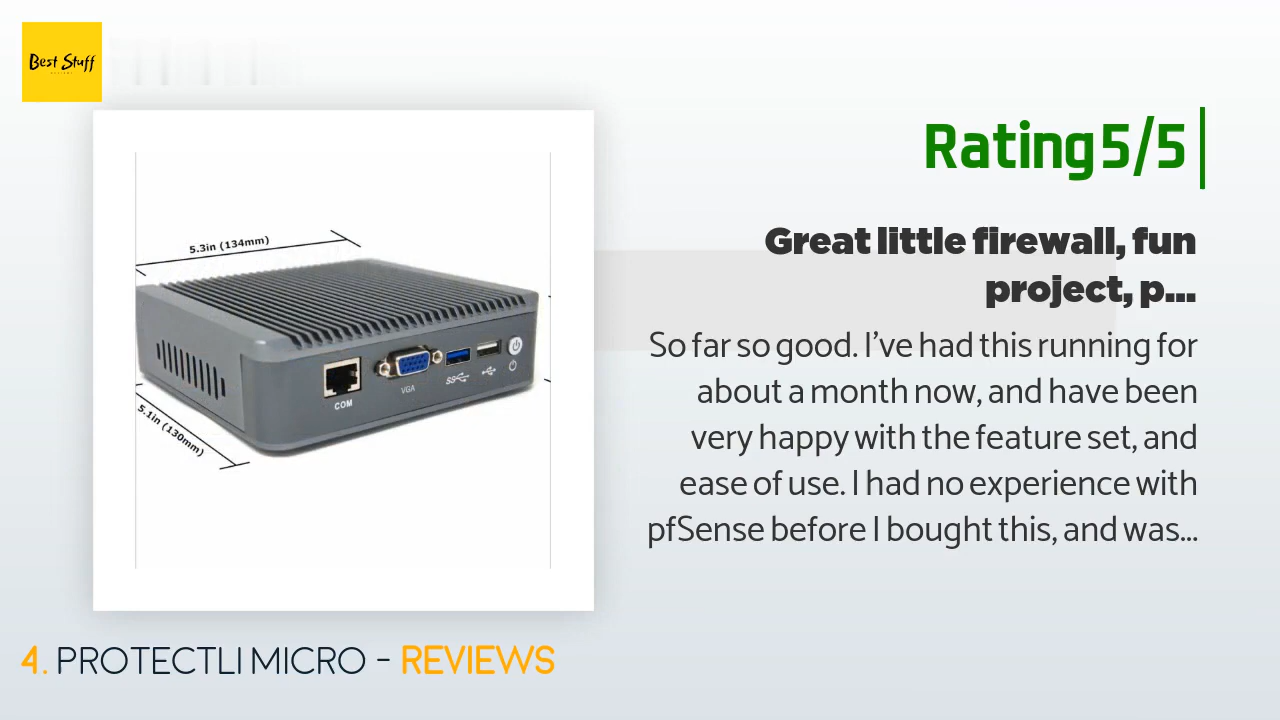 Best Stuff
Rating 5/5
Great little firewall, fun
project, p...
So far so good. I've had this running for
about a month now, and have been
very happy with the feature set, and
ease of use. I had no experience with
pfSense before I bought this, and was...
5.3in (134mm)
5.1in (130mm)
COM
VGA
SS
4. PROTECTLI MICRO - REVIEWS